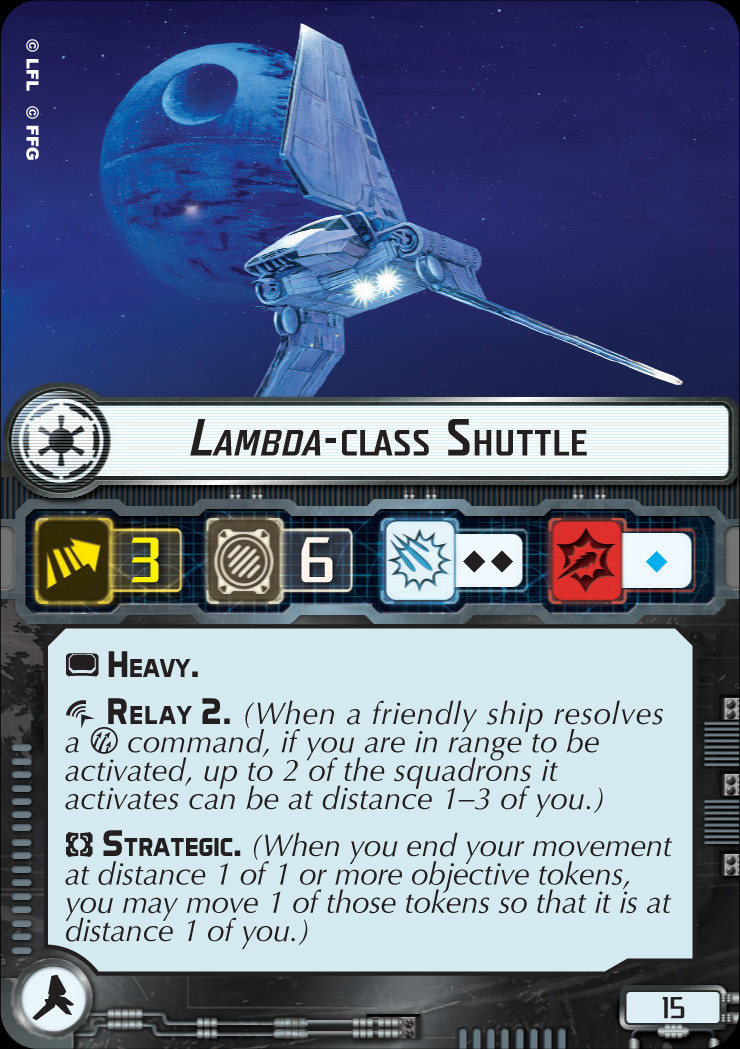 © LFL © FFG
Lambda-class Shuttle
3 6
Heavy.
Relay 2. (When a friendly ship resolves
a command, if you are in range to be
activated, up to 2 of the squadrons it
activates can be at distance 1–3 of you.)
Strategic. (When you end your movement
at distance 1 of 1 or more objective tokens,
you may move 1 of those tokens so that it is at
distance 1 of you.)
15